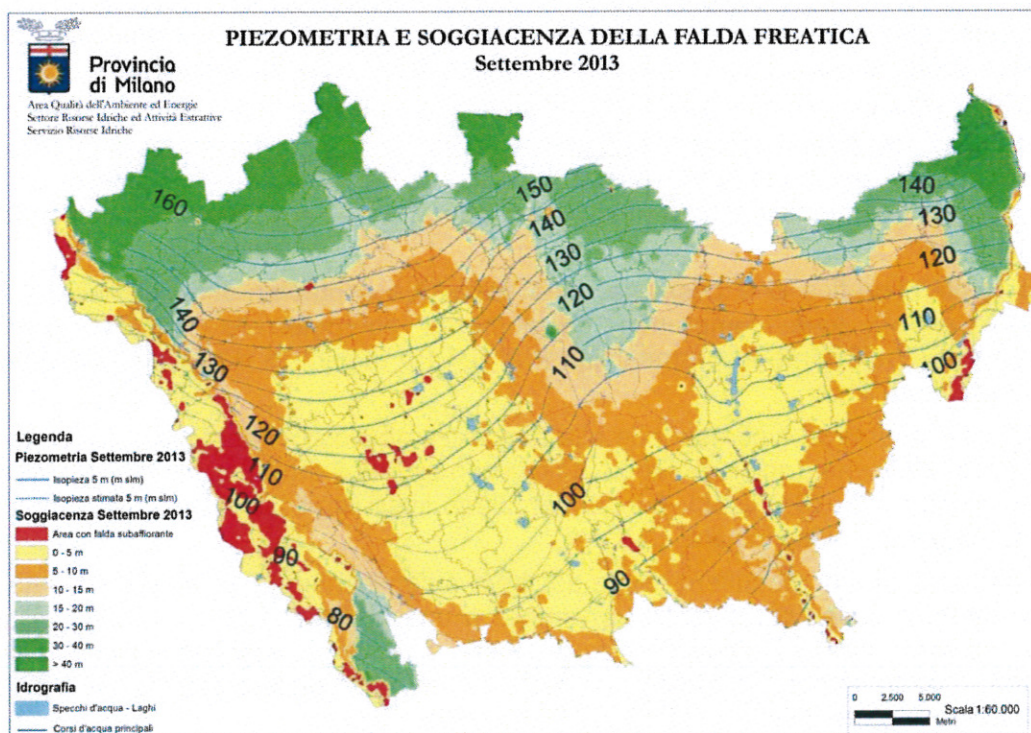 PIEZOMETRIA E SOGGIACENZA DELLA FALDA FREATICA
Settembre 2013
Provincia
di Milano
Area Qualità dell'Ambiente ed Energie
Settore Risorse Idriche ed Attività Estrattive
Servizio Risorse Idriche
160
150
140
140
130
130
120
120
140
110
110
130
100
120
110
100
100
90
90
80
Legenda
Piezometria Settembre 2013
Isopieza 5 m (m slm)
Isopieza stimata 5 m (m slm)
Soggiacenza Settembre 2013
Area con falda subaffiorante
0 - 5 m
5 - 10 m
10 - 15 m
15 - 20 m
20 - 30 m
30 - 40 m
> 40 m
Idrografia
Specchi d'acqua - Laghi
Corsi d'acqua principali
0 2.500 5.000
Metri
Scala 1:60.000